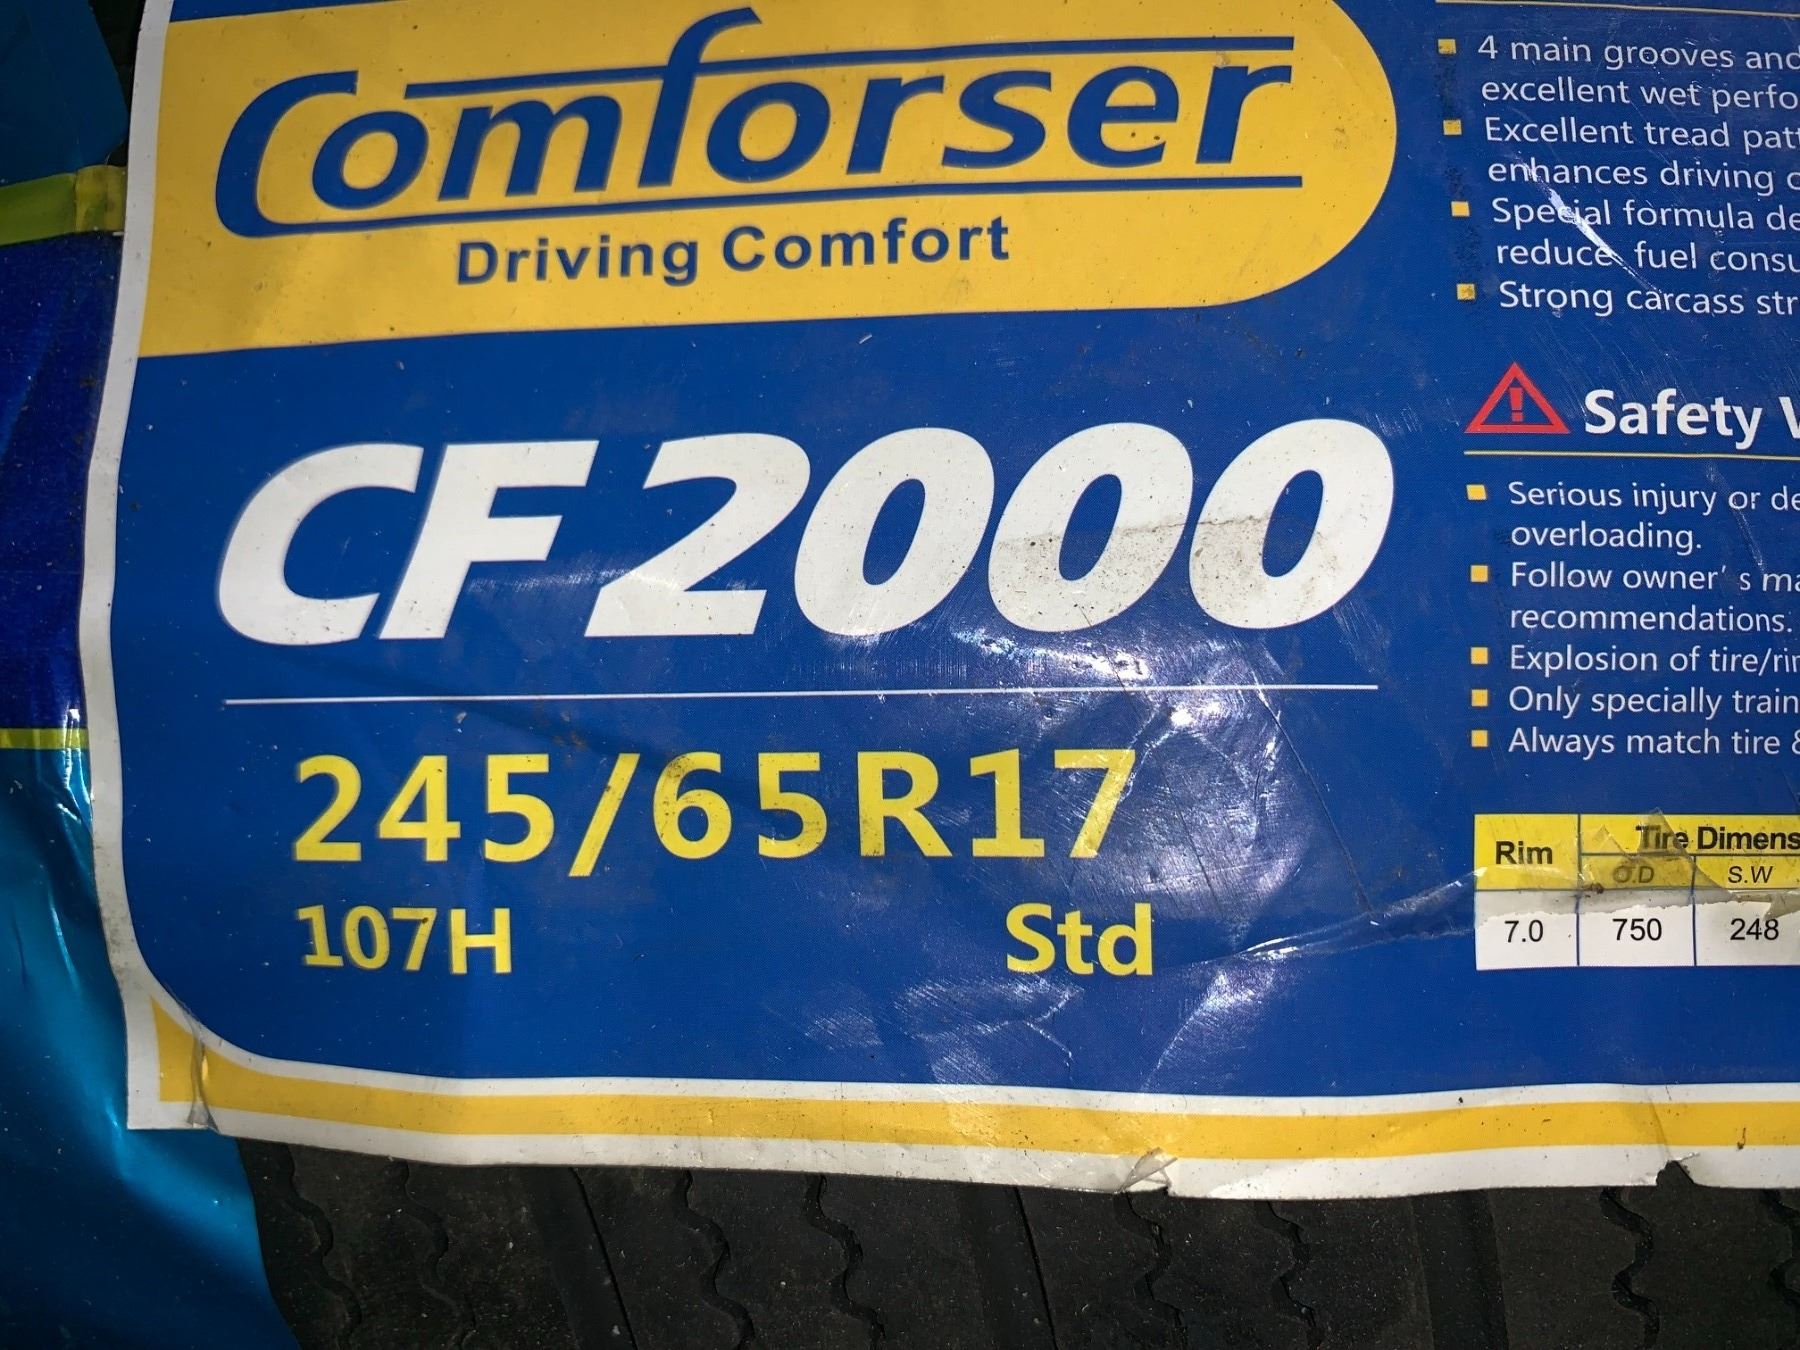 Comforser
Driving Comfort
CF2000
245/65R17
107H Std
4 main grooves and
excellent wet perfo
Excellent tread patt
enhances driving
Special formula de
reduce fuel consu
Strong carcass str
Safety
Serious injury or de
overloading.
Follow owner' s ma
recommendations.
Explosion of tire/rin
Only specially train
Always match tire &
Rim Tire Dimens
O.D S.W
7.0 750 248